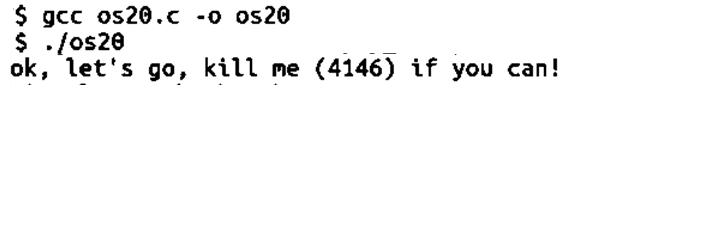 $ gcc os20.c -o os20
$ ./os20
ok, let's go, kill me (4146) if you can!